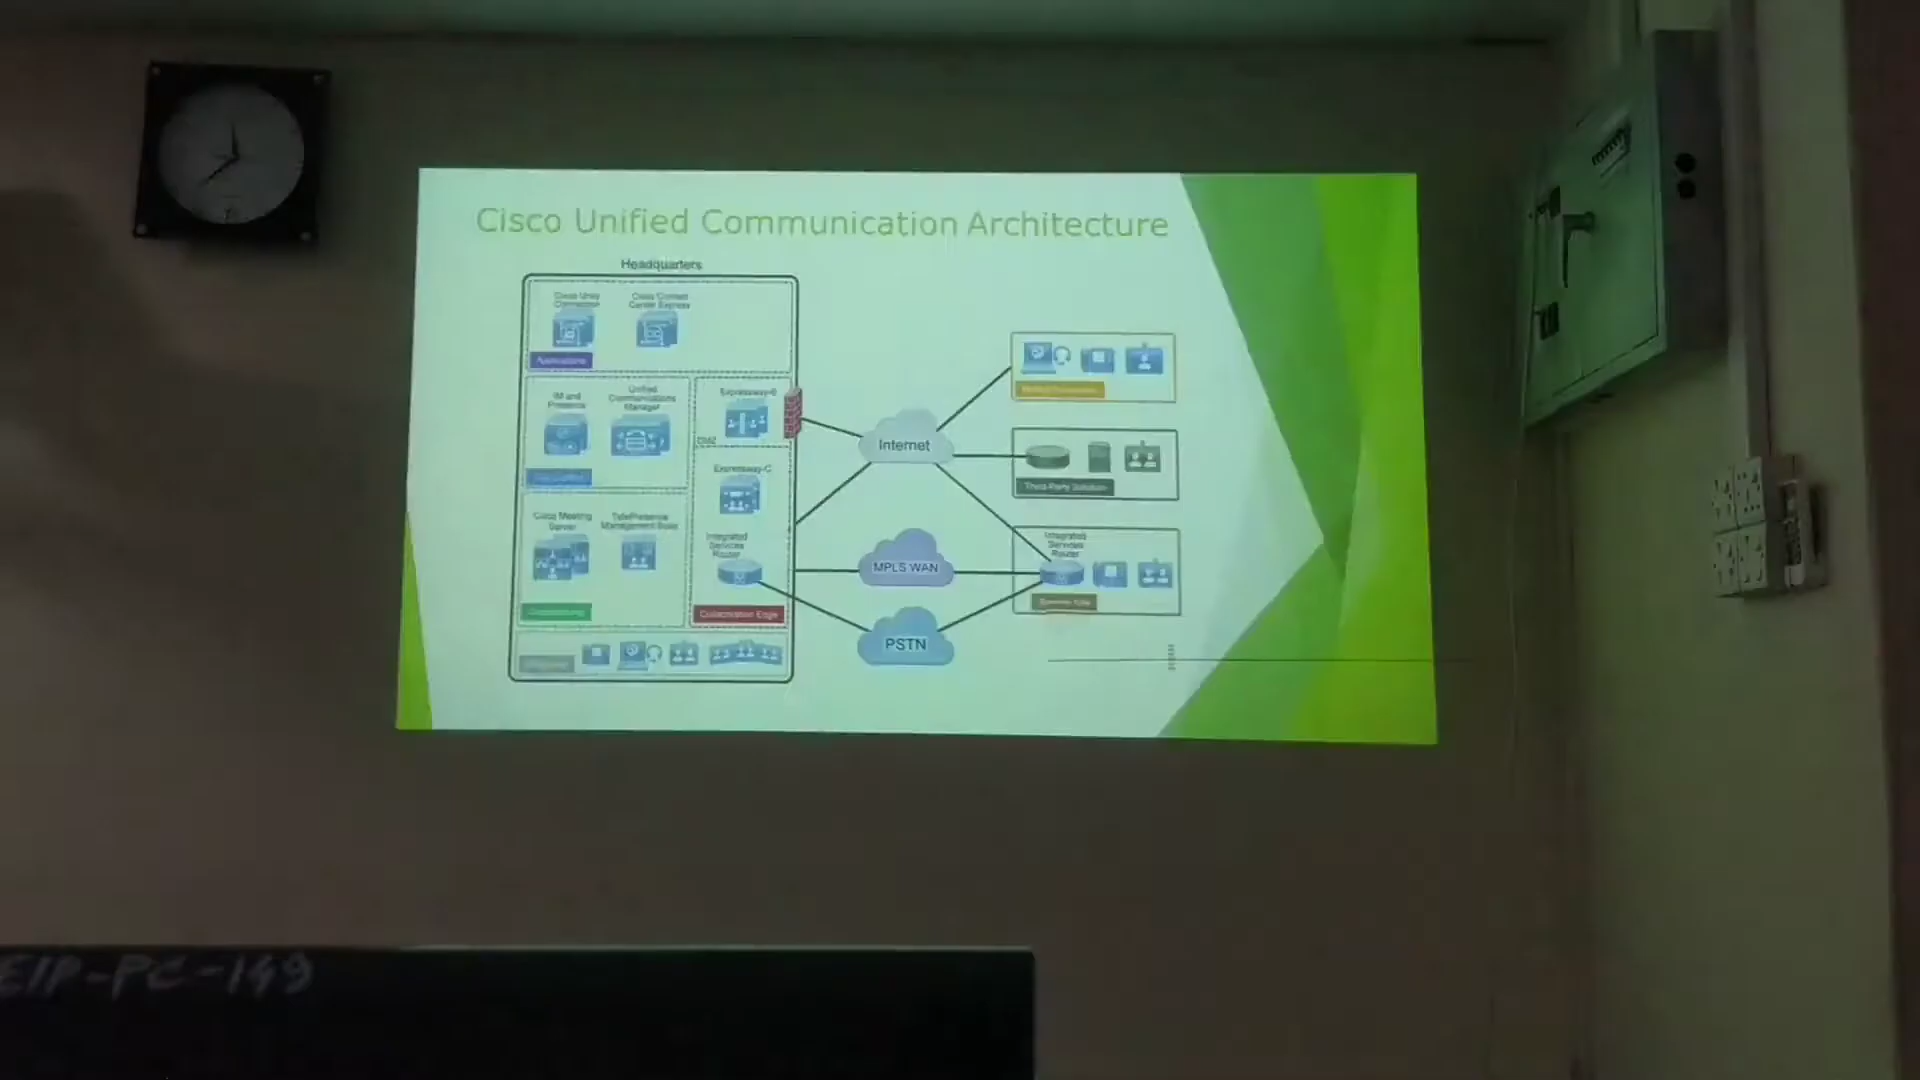 Cisco Unified Communication Architecture
Headquarters
Cisco Unity
Connection
Cisco Contact
Center Express
Applications
IM and
Presence
Unified
Communications
Manager
Expressway-E
DMZ
Expressway-C
Cisco Meeting
Server
TelePresence
Management Suite
Integrated
Services
Router
Collaboration Edge
Internet
MPLS WAN
PSTN
Third-Party Solution
Integrated
Services
Router
EIP-PC-149